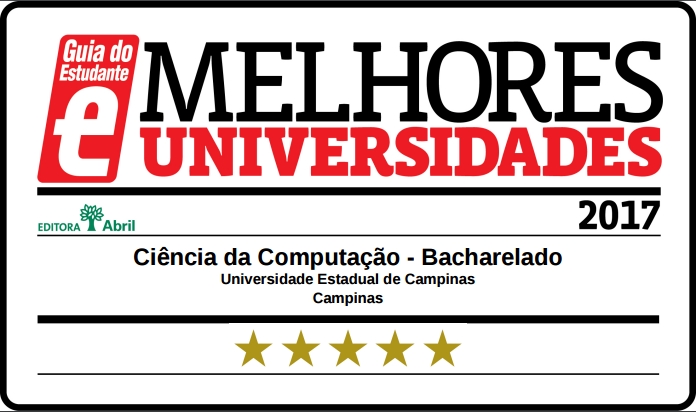 Guia do
Estudante
e
MELHORES
UNIVERSIDADES
EDITORA Abril
2017
Ciência da Computação - Bacharelado
Universidade Estadual de Campinas
Campinas